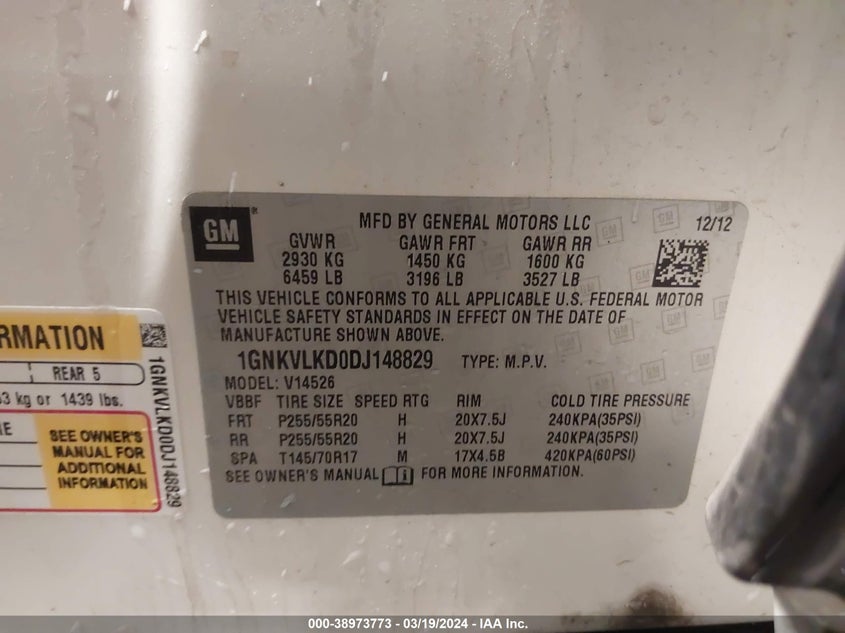 GM
MFD BY GENERAL MOTORS LLC 12/12
GVWR GAWR FRT GAWR RR
2930 KG 1450 KG 1600 KG
6459 LB 3196 LB 3527 LB
THIS VEHICLE CONFORMS TO ALL APPLICABLE U.S. FEDERAL MOTOR
VEHICLE SAFETY STANDARDS IN EFFECT ON THE DATE OF
MANUFACTURE SHOWN ABOVE.
1GNKVLKD0DJ148829 TYPE: M.P.V.
MODEL: V14526
VBBF TIRE SIZE SPEED RTG RIM COLD TIRE PRESSURE
FRT P255/55R20 H 20X7.5J 240KPA(35PSI)
RR P255/55R20 H 20X7.5J 240KPA(35PSI)
SPA T145/70R17 M 17X4.5B 420KPA(60PSI)
SEE OWNER'S MANUAL FOR MORE INFORMATION.
REAR 5
kg or 1439 lbs.
SEE OWNER'S
MANUAL FOR
ADDITIONAL
INFORMATION
1GNKVLKD0DJ148829
000-38973773 - 03/19/2024 - IAA Inc.